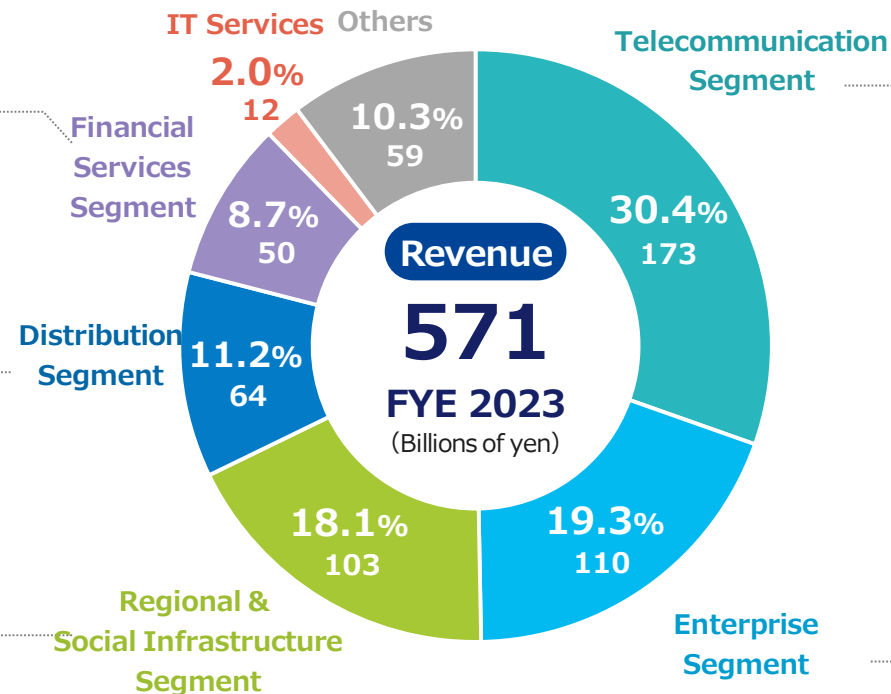 IT Services
2.0%
12
Others
10.3%
59
Telecommunication
Segment
30.4%
173
Financial
Services
Segment
8.7%
50
Revenue
571
FYE 2023
(Billions of yen)
Distribution
Segment
11.2%
64
18.1%
103
Regional &
Social Infrastructure
Segment
19.3%
110
Enterprise
Segment